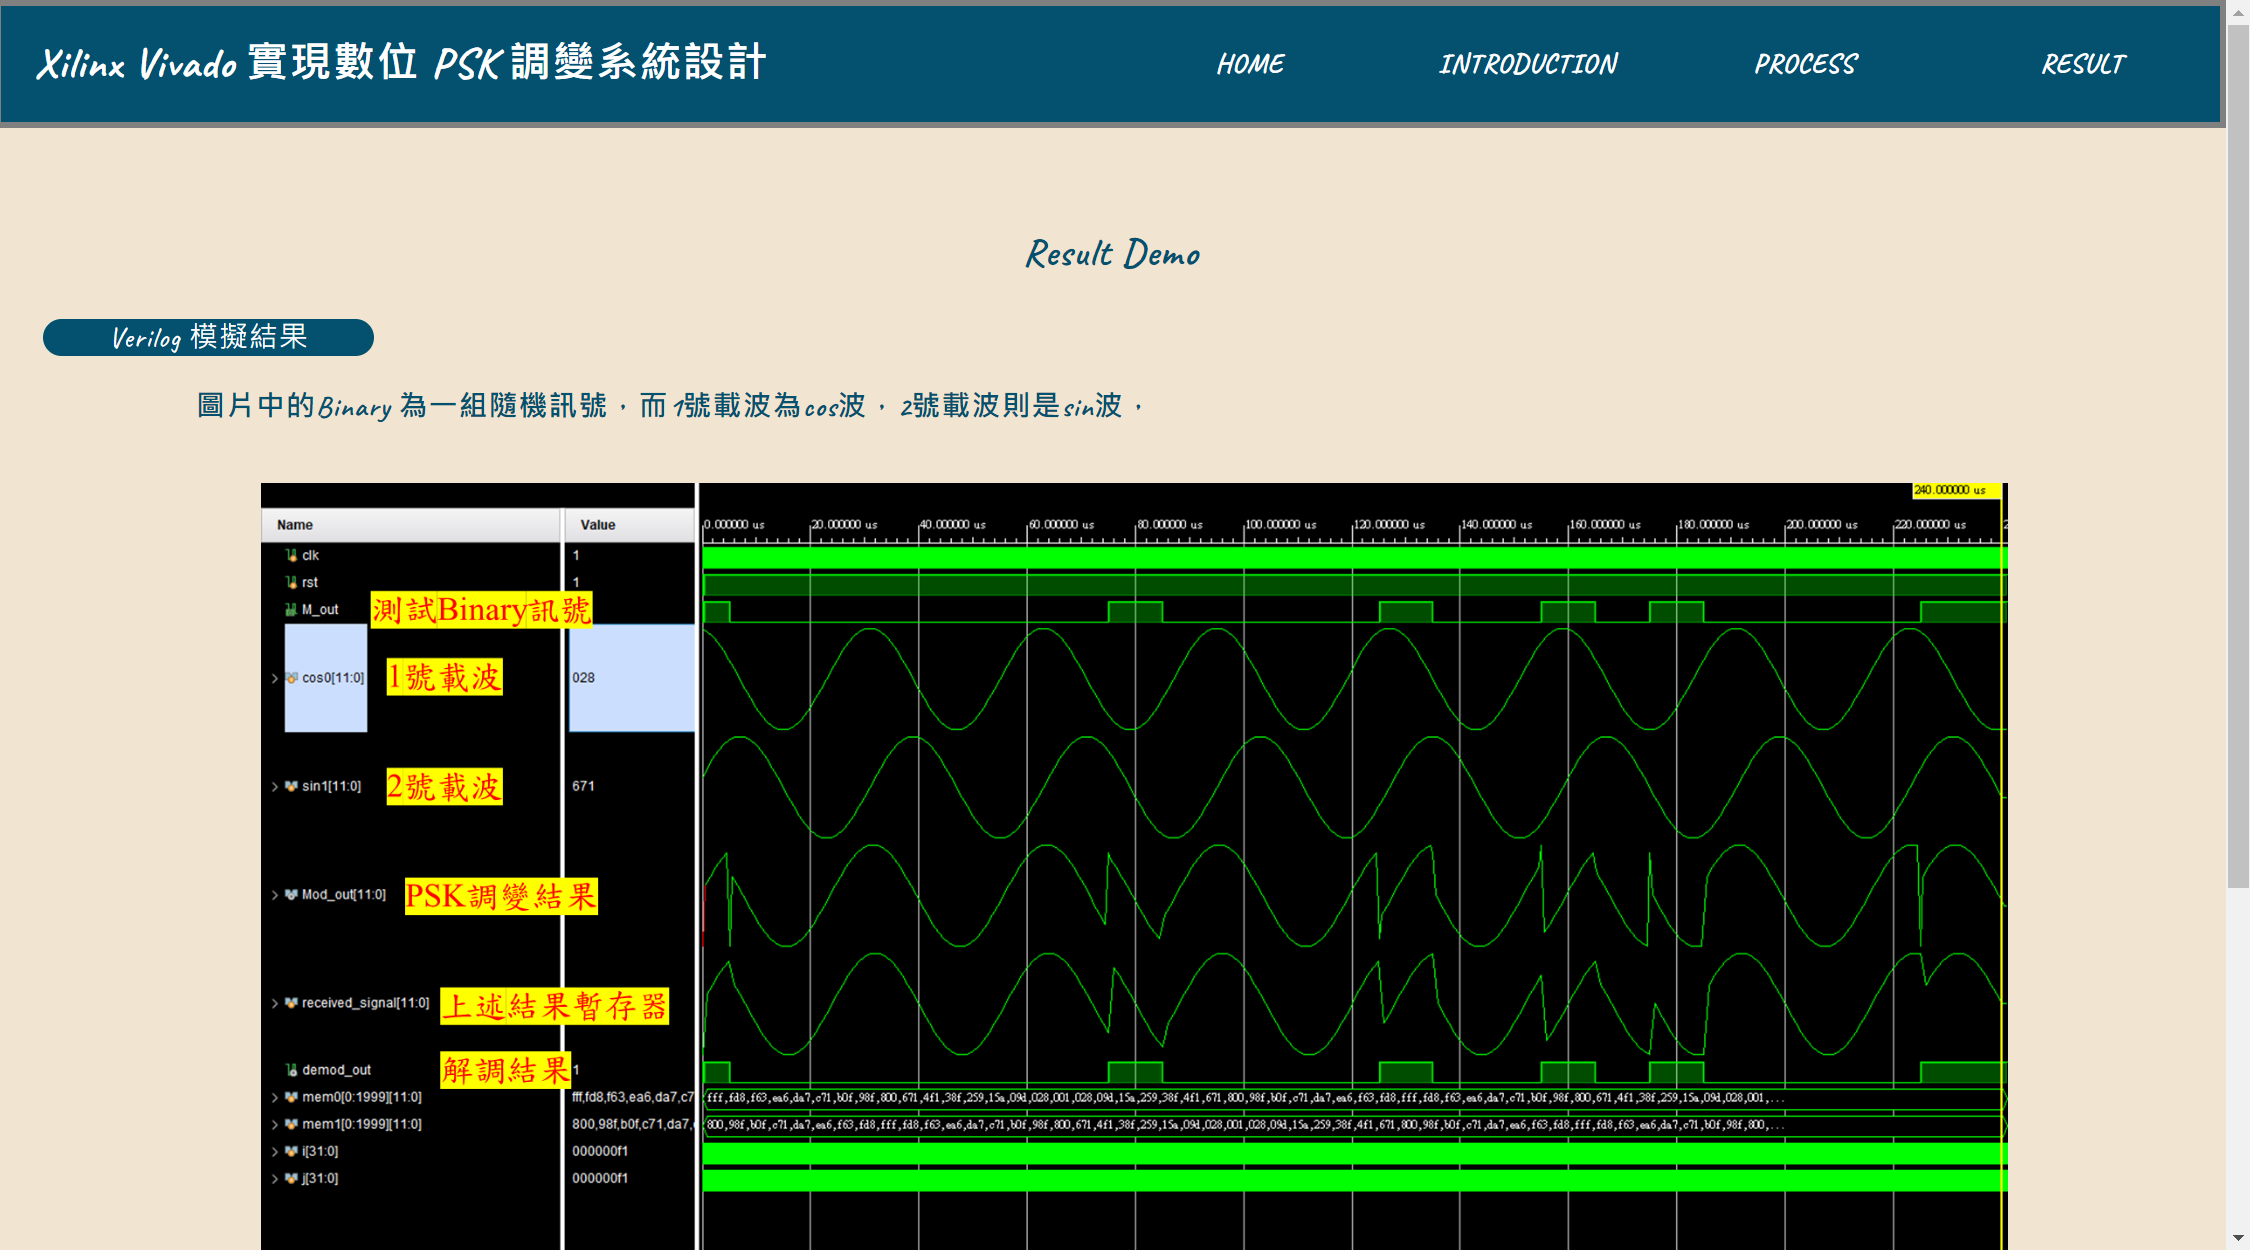 Xilinx Vivado 實現數位 PSK 調變系統設計
HOME INTRODUCTION PROCESS RESULT
Result Demo
Verilog 模擬結果
圖片中的Binary 為一組隨機訊號，而1號載波為cos波，2號載波則是sin波，
240.000000 us
Name Value 0.000000 us 20.000000 us 40.000000 us 60.000000 us 80.000000 us 100.000000 us 120.000000 us 140.000000 us 160.000000 us 180.000000 us 200.000000 us 220.000000 us 2
clk 1
rst 1
M_out 測試Binary訊號
cos0[11:0] 1號載波 028
sin1[11:0] 2號載波 671
Mod_out[11:0] PSK調變結果
received_signal[11:0] 上述結果暫存器
demod_out 解調結果 1
mem0[0:1999][11:0] fff,fd8,f63,ea6,da7,c7 fff,fd8,f63,ea6,da7,c71,b0f,98f,800,671,4f1,38f,259,15a,09d,028,001,028,09d,15a,259,38f,4f1,671,800,98f,b0f,c71,da7,ea6,f63,fd8,fff,fd8,f63,ea6,da7,c71,b0f,98f,800,671,4f1,38f,259,15a,09d,028,001,...
mem1[0:1999][11:0] 800,98f,b0f,c71,da7, 800,98f,b0f,c71,da7,ea6,f63,fd8,fff,fd8,f63,ea6,da7,c71,b0f,98f,800,671,4f1,38f,259,15a,09d,028,001,028,09d,15a,259,38f,4f1,671,800,98f,b0f,c71,da7,ea6,f63,fd8,fff,fd8,f63,ea6,da7,c71,b0f,98f,800,...
i[31:0] 000000f1
j[31:0] 000000f1